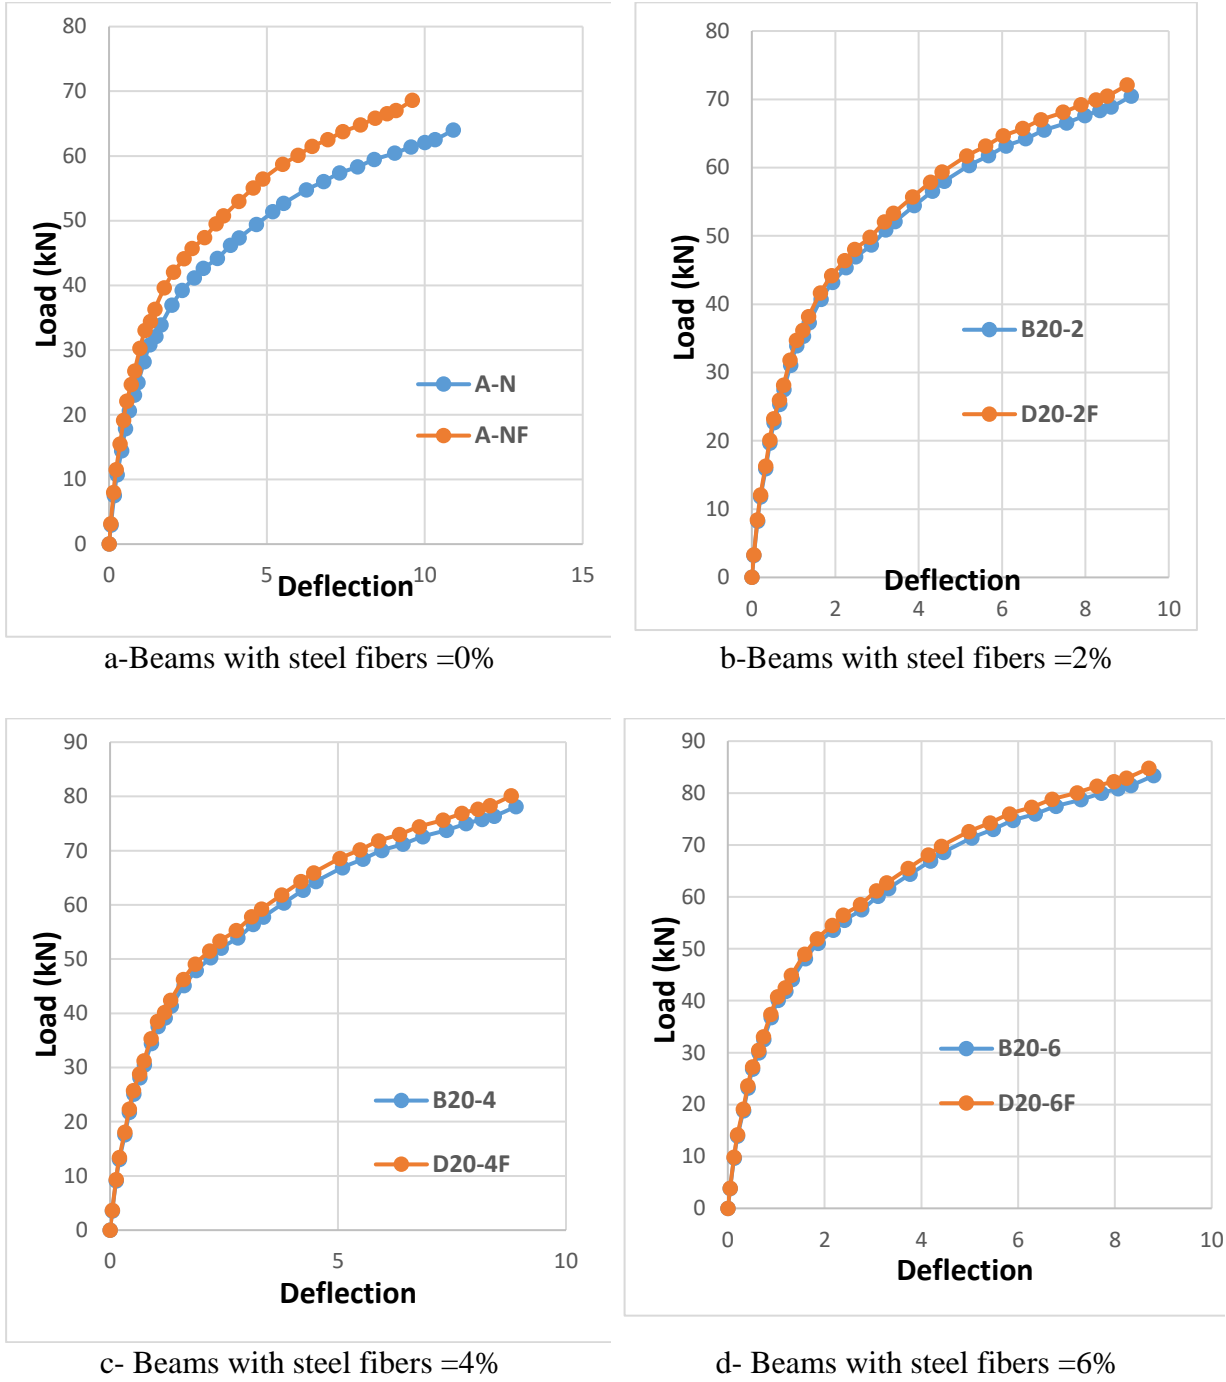 80
70
60
50
40
30
20
10
0
Load (kN)
A-N
A-NF
0
5
10
15
Deflection
a-Beams with steel fibers =0%
80
70
60
50
40
30
20
10
0
Load (kN)
B20-2
D20-2F
Deflection
0
2
4
6
8
10
b-Beams with steel fibers =2%
90
80
70
60
50
40
30
20
10
0
Load (kN)
B20-4
D20-4F
0
5
10
Deflection
c- Beams with steel fibers =4%
90
80
70
60
50
40
30
20
10
0
Load (kN)
B20-6
D20-6F
0
2
4
6
8
10
Deflection
d- Beams with steel fibers =6%